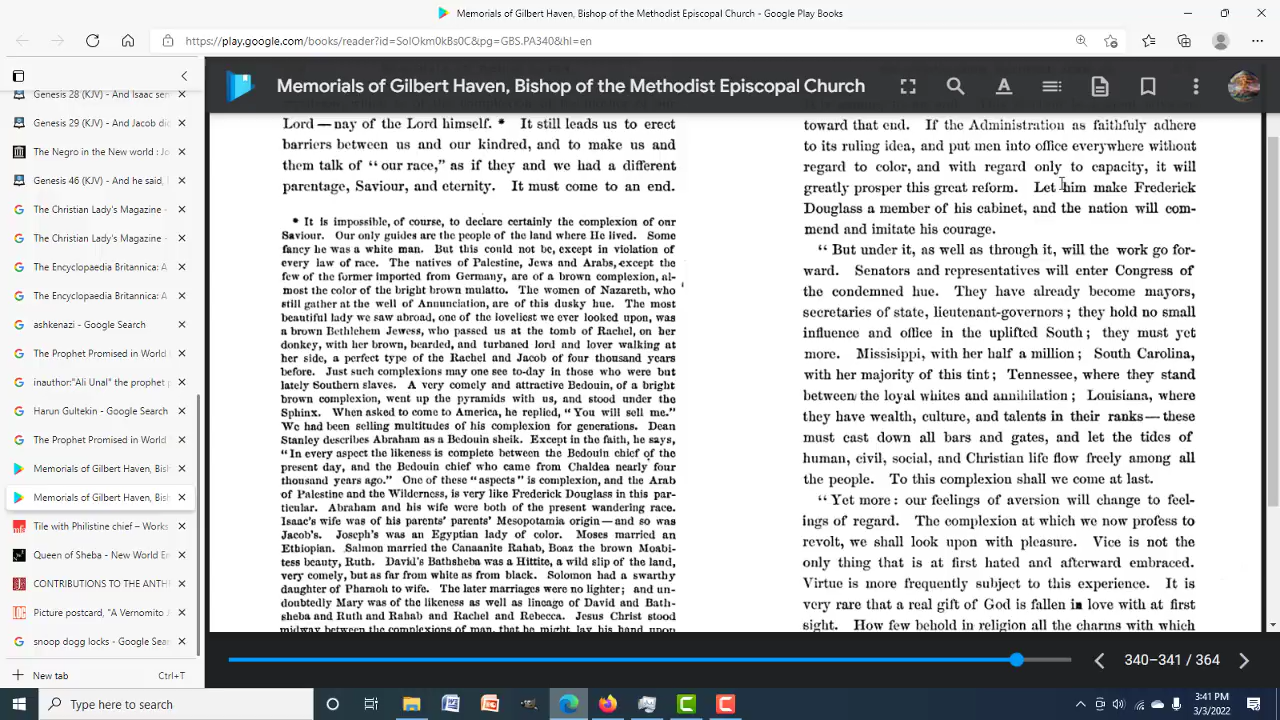 Memorials of Gilbert Haven, Bishop of the Methodist Episcopal Church - Google Play Books
https://play.google.com/books/reader?id=SoIOkm0kBs0C&pg=GBS.PA340&hl=en
Genesis 28 (KJV) - And Isaac sen
Genesis 29 (KJV) - And Jacob dic
The Negro in the new world : Jo
Genesis 46 (KJV) - And he said, I
The Christian Lady's Magazine -
The Christian Lady's Magazine -
The Encyclopaedia Britannica: A
The Encyclopaedia Britannica: A
ashkenazi - Google Search
The Prophet Promised in World
inauthor:"Ali Unal" the prophet
Harun Gultekin - Google Search
The Prophet Promised in World
Memorials of Gilbert Haven, Bish
Memorials of Gilbert Haven, Bish
Tile with Philistine chief – Works
Queen of Sheba - New World En
CONTRIBUTIONS TO THE ANTH
Picture postcard, "A Vernomito J
snoop dogg locks - Google Sear
New tab Ctrl+T
Memorials of Gilbert Haven, Bishop of the Methodist Episcopal Church
Lord — nay of the Lord himself. * It still leads us to erect
barriers between us and our kindred, and to make us and
them talk of “ our race,” as if they and we had a different
parentage, Saviour, and eternity. It must come to an end.
* It is impossible, of course, to declare certainly the complexion of our
Saviour. Our only guides are the people of the land where He lived. Some
fancy he was a white man. But this could not be, except in violation of
every law of race. The natives of Palestine, Jews and Arabs, except the
few of the former imported from Germany, are of a brown complexion, al-
most the color of the bright brown mulatto. The women of Nazareth, who
still gather at the well of Annunciation, are of this dusky hue. The most
beautiful lady we saw abroad, one of the loveliest we ever looked upon, was
a brown Bethlehem Jewess, who passed us at the tomb of Rachel, on her
donkey, with her brown, bearded, and turbaned lord and lover walking at
her side, a perfect type of the Rachel and Jacob of four thousand years
before. Just such complexions may one see to-day in those who were but
lately Southern slaves. A very comely and attractive Bedouin, of a bright
brown complexion, went up the pyramids with us, and stood under the
Sphinx. When asked to come to America, he replied, “ You will sell me.”
We had been selling multitudes of his complexion for generations. Dean
Stanley describes Abraham as a Bedouin sheik. Except in the faith, he says,
“ In every aspect the likeness is complete between the Bedouin chief of the
present day, and the Bedouin chief who came from Chaldea nearly four
thousand years ago.” One of these “ aspects ” is complexion, and the Arab
of Palestine and the Wilderness, is very like Frederick Douglass in this par-
ticular. Abraham and his wife were both of the present wandering race.
Isaac's wife was of his parents' parents' Mesopotamia origin — and so was
Jacob's. Joseph's was an Egyptian lady of color. Moses married an
Ethiopian. Salmon married the Canaanite Rahab, Boaz the brown Moabi-
tess beauty, Ruth. David's Bathsheba was a Hittite, a wild slip of the land,
very comely, but as far from white as from black. Solomon had a swarthy
daughter of Pharaoh to wife. The later marriages were no lighter ; and un-
doubtedly Mary was of the likeness as well as lineage of David and Bath-
sheba and Ruth and Rahab and Rachel and Rebecca. Jesus Christ stood
midway between the complexions of man, that he might lay his hand upon
toward that end. If the Administration as faithfuly adhere
to its ruling idea, and put men into office everywhere without
regard to color, and with regard only to capacity, it will
greatly prosper this great reform. Let him make Frederick
Douglass a member of his cabinet, and the nation will com-
mend and imitate his courage.
“ But under it, as well as through it, will the work go for-
ward. Senators and representatives will enter Congress of
the condemned hue. They have already become mayors,
secretaries of state, lieutenant-governors ; they hold no small
influence and office in the uplifted South ; they must yet
more. Missisippi, with her half a million ; South Carolina,
with her majority of this tint ; Tennessee, where they stand
between the loyal whites and annihilation ; Louisiana, where
they have wealth, culture, and talents in their ranks — these
must cast down all bars and gates, and let the tides of
human, civil, social, and Christian life flow freely among all
the people. To this complexion shall we come at last.
“ Yet more : our feelings of aversion will change to feel-
ings of regard. The complexion at which we now profess to
revolt, we shall look upon with pleasure. Vice is not the
only thing that is at first hated and afterward embraced.
Virtue is more frequently subject to this experience. It is
very rare that a real gift of God is fallen in love with at first
sight. How few behold in religion all the charms with which
340–341 / 364
Type here to search
3:41 PM
3/3/2022